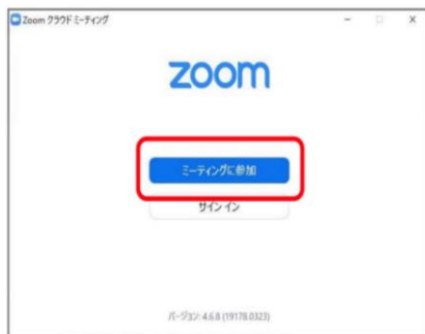 Zoom クラウド ミーティング
zoom
ミーティングに参加
サイン イン
バージョン: 4.6.8 (19178.0323)